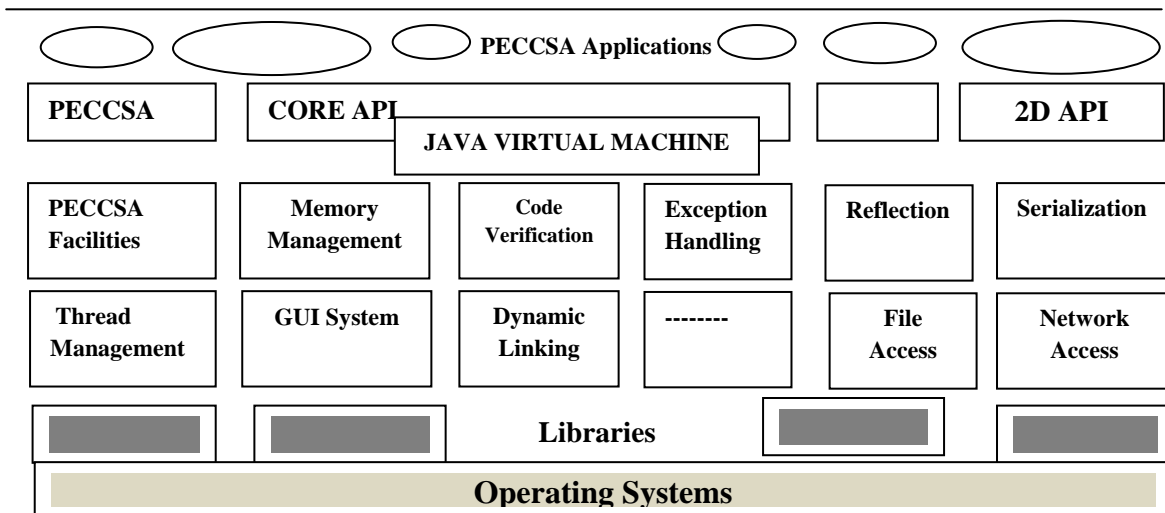 PECCSA Applications
PECCSA
CORE API
2D API
JAVA VIRTUAL MACHINE
PECCSA
Facilities
Memory
Management
Code
Verification
Exception
Handling
Reflection
Serialization
Thread
Management
GUI System
Dynamic
Linking
--------
File
Access
Network
Access
Libraries
Operating Systems